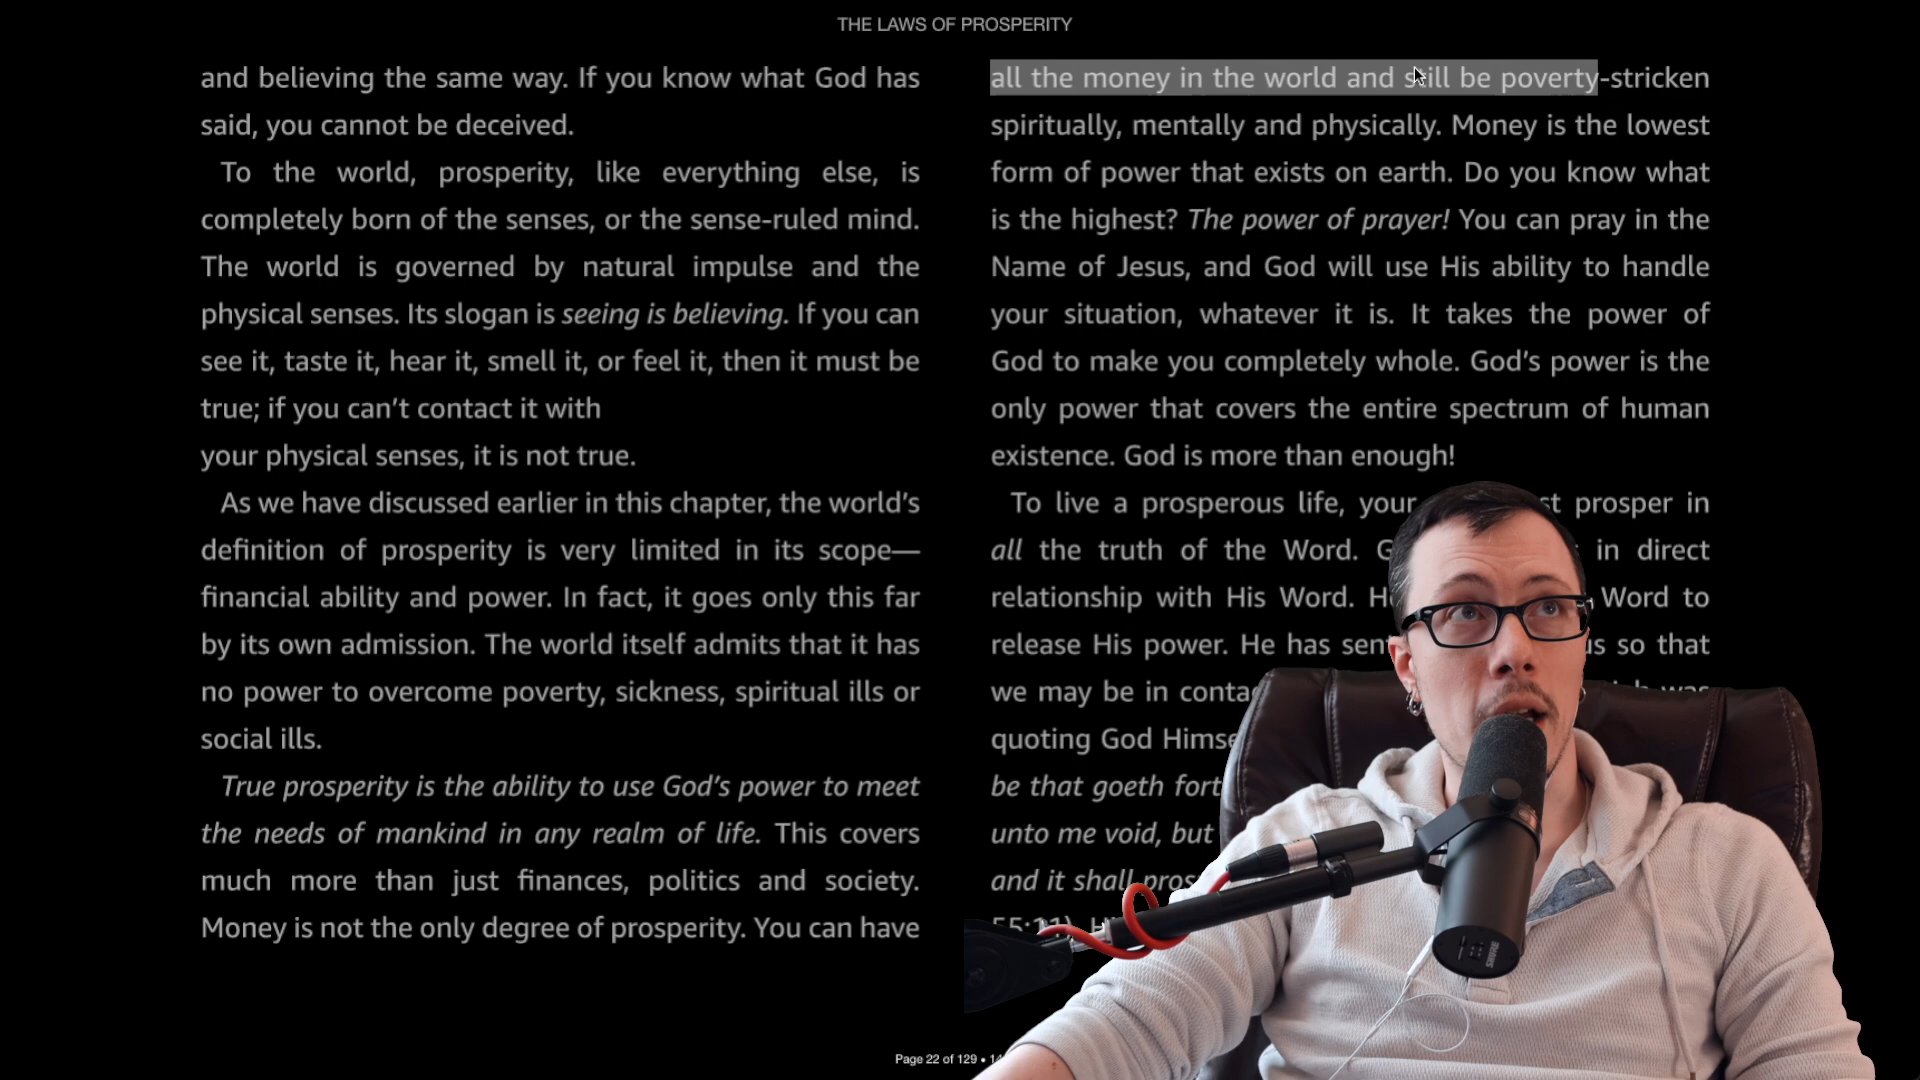 THE LAWS OF PROSPERITY
and believing the same way. If you know what God has
said, you cannot be deceived.
To the world, prosperity, like everything else, is
completely born of the senses, or the sense-ruled mind.
The world is governed by natural impulse and the
physical senses. Its slogan is seeing is believing. If you can
see it, taste it, hear it, smell it, or feel it, then it must be
true; if you can't contact it with
your physical senses, it is not true.
As we have discussed earlier in this chapter, the world's
definition of prosperity is very limited in its scope—
financial ability and power. In fact, it goes only this far
by its own admission. The world itself admits that it has
no power to overcome poverty, sickness, spiritual ills or
social ills.
True prosperity is the ability to use God's power to meet
the needs of mankind in any realm of life. This covers
much more than just finances, politics and society.
Money is not the only degree of prosperity. You can have
all the money in the world and still be poverty-stricken
spiritually, mentally and physically. Money is the lowest
form of power that exists on earth. Do you know what
is the highest? The power of prayer! You can pray in the
Name of Jesus, and God will use His ability to handle
your situation, whatever it is. It takes the power of
God to make you completely whole. God's power is the
only power that covers the entire spectrum of human
existence. God is more than enough!
To live a prosperous life, your prosper in
all the truth of the Word. in direct
relationship with His Word. Word to
release His power. He has us so that
we may be in
quoting God
be that goeth
unto me void, but
and it shall
55:11).
Page 22 of 129 •
SHURE